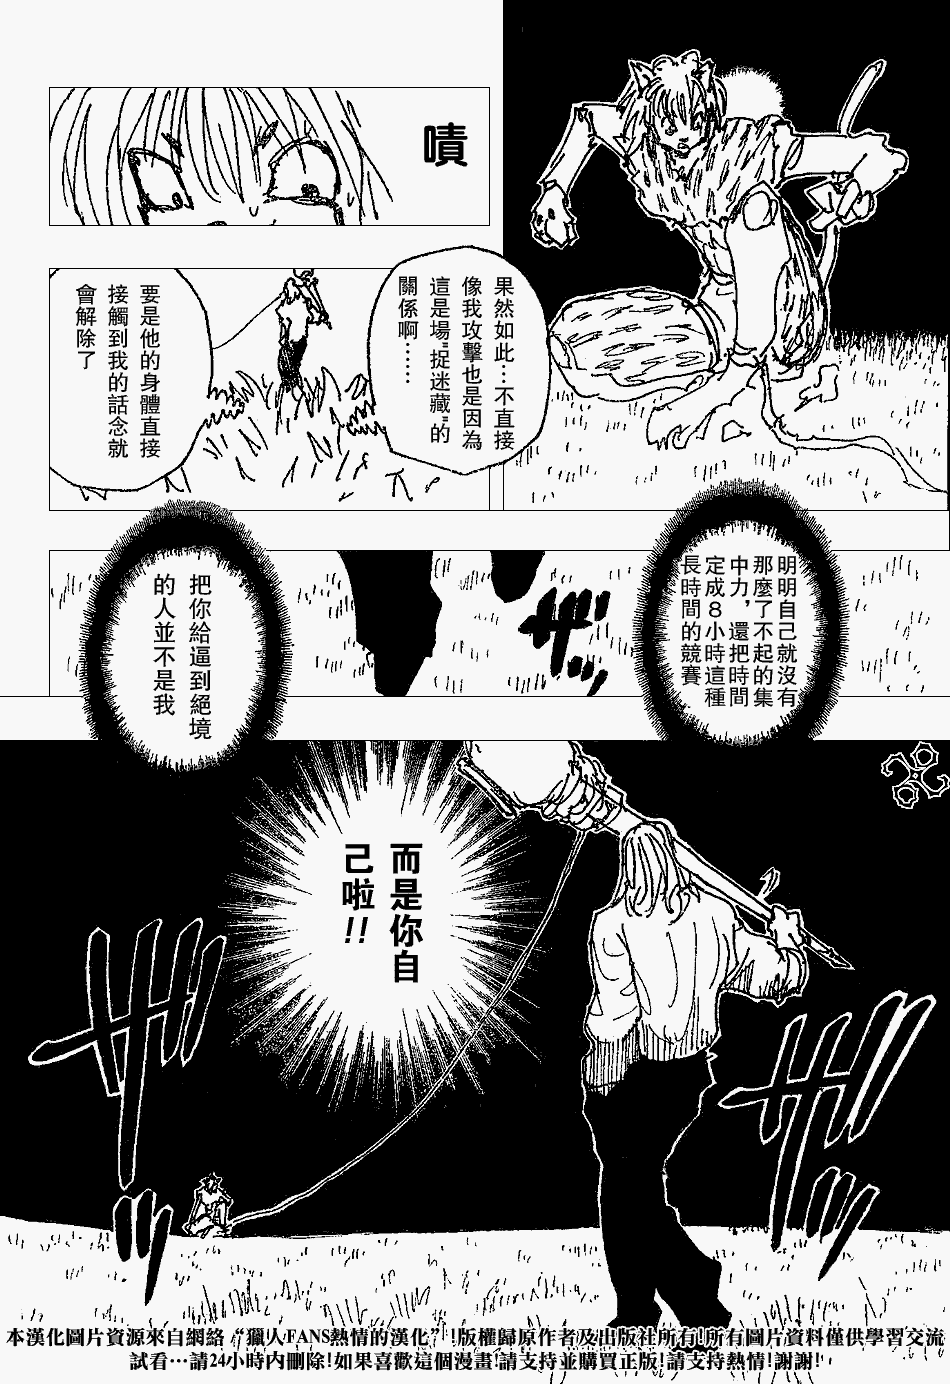 嘖
果然如此…不直接
像我攻擊也是因為
這是場"捉迷藏"的
關係啊……
要是他的身體直接
接觸到我的話念就
會解除了
明明自己就沒有
那麼了不起的集
中力，還把時間
定成8小時這種
長時間的競賽
ザッ
把你給逼到絕境
的人並不是我
而是你自
己啦!!
ザッ
ザッ
本漢化圖片資源來自網絡"獵人FANS熱情的漢化"!版權歸原作者及出版社所有!所有圖片資料僅供學習交流
試看…請24小時內刪除!如果喜歡這個漫畫!請支持並購買正版!請支持熱情!謝謝!